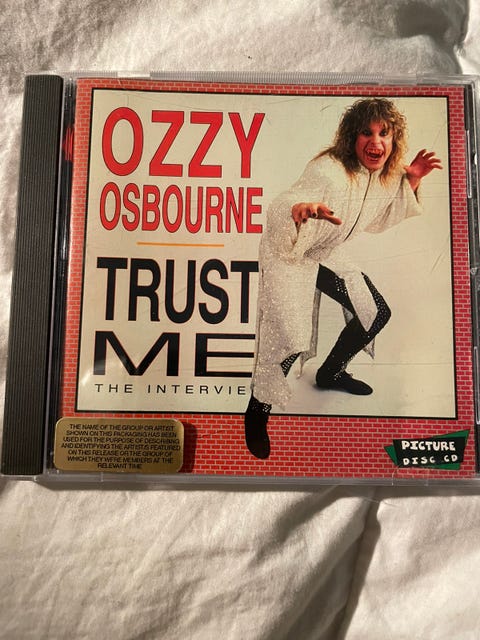 OZZY
OSBOURNE
TRUST
ME
THE INTERVIE
THE NAME OF THE GROUP OR ARTIST
SHOWN ON THIS PACKAGING HAS BEEN
USED FOR THE PURPOSE OF DESCRIBING
AND IDENTIFYING THE ARTIST/S FEATURED
ON THIS RELEASE OR THE GROUP OF
WHICH THEY WERE MEMBERS AT THE
RELEVANT TIME.
PICTURE
DISC CD